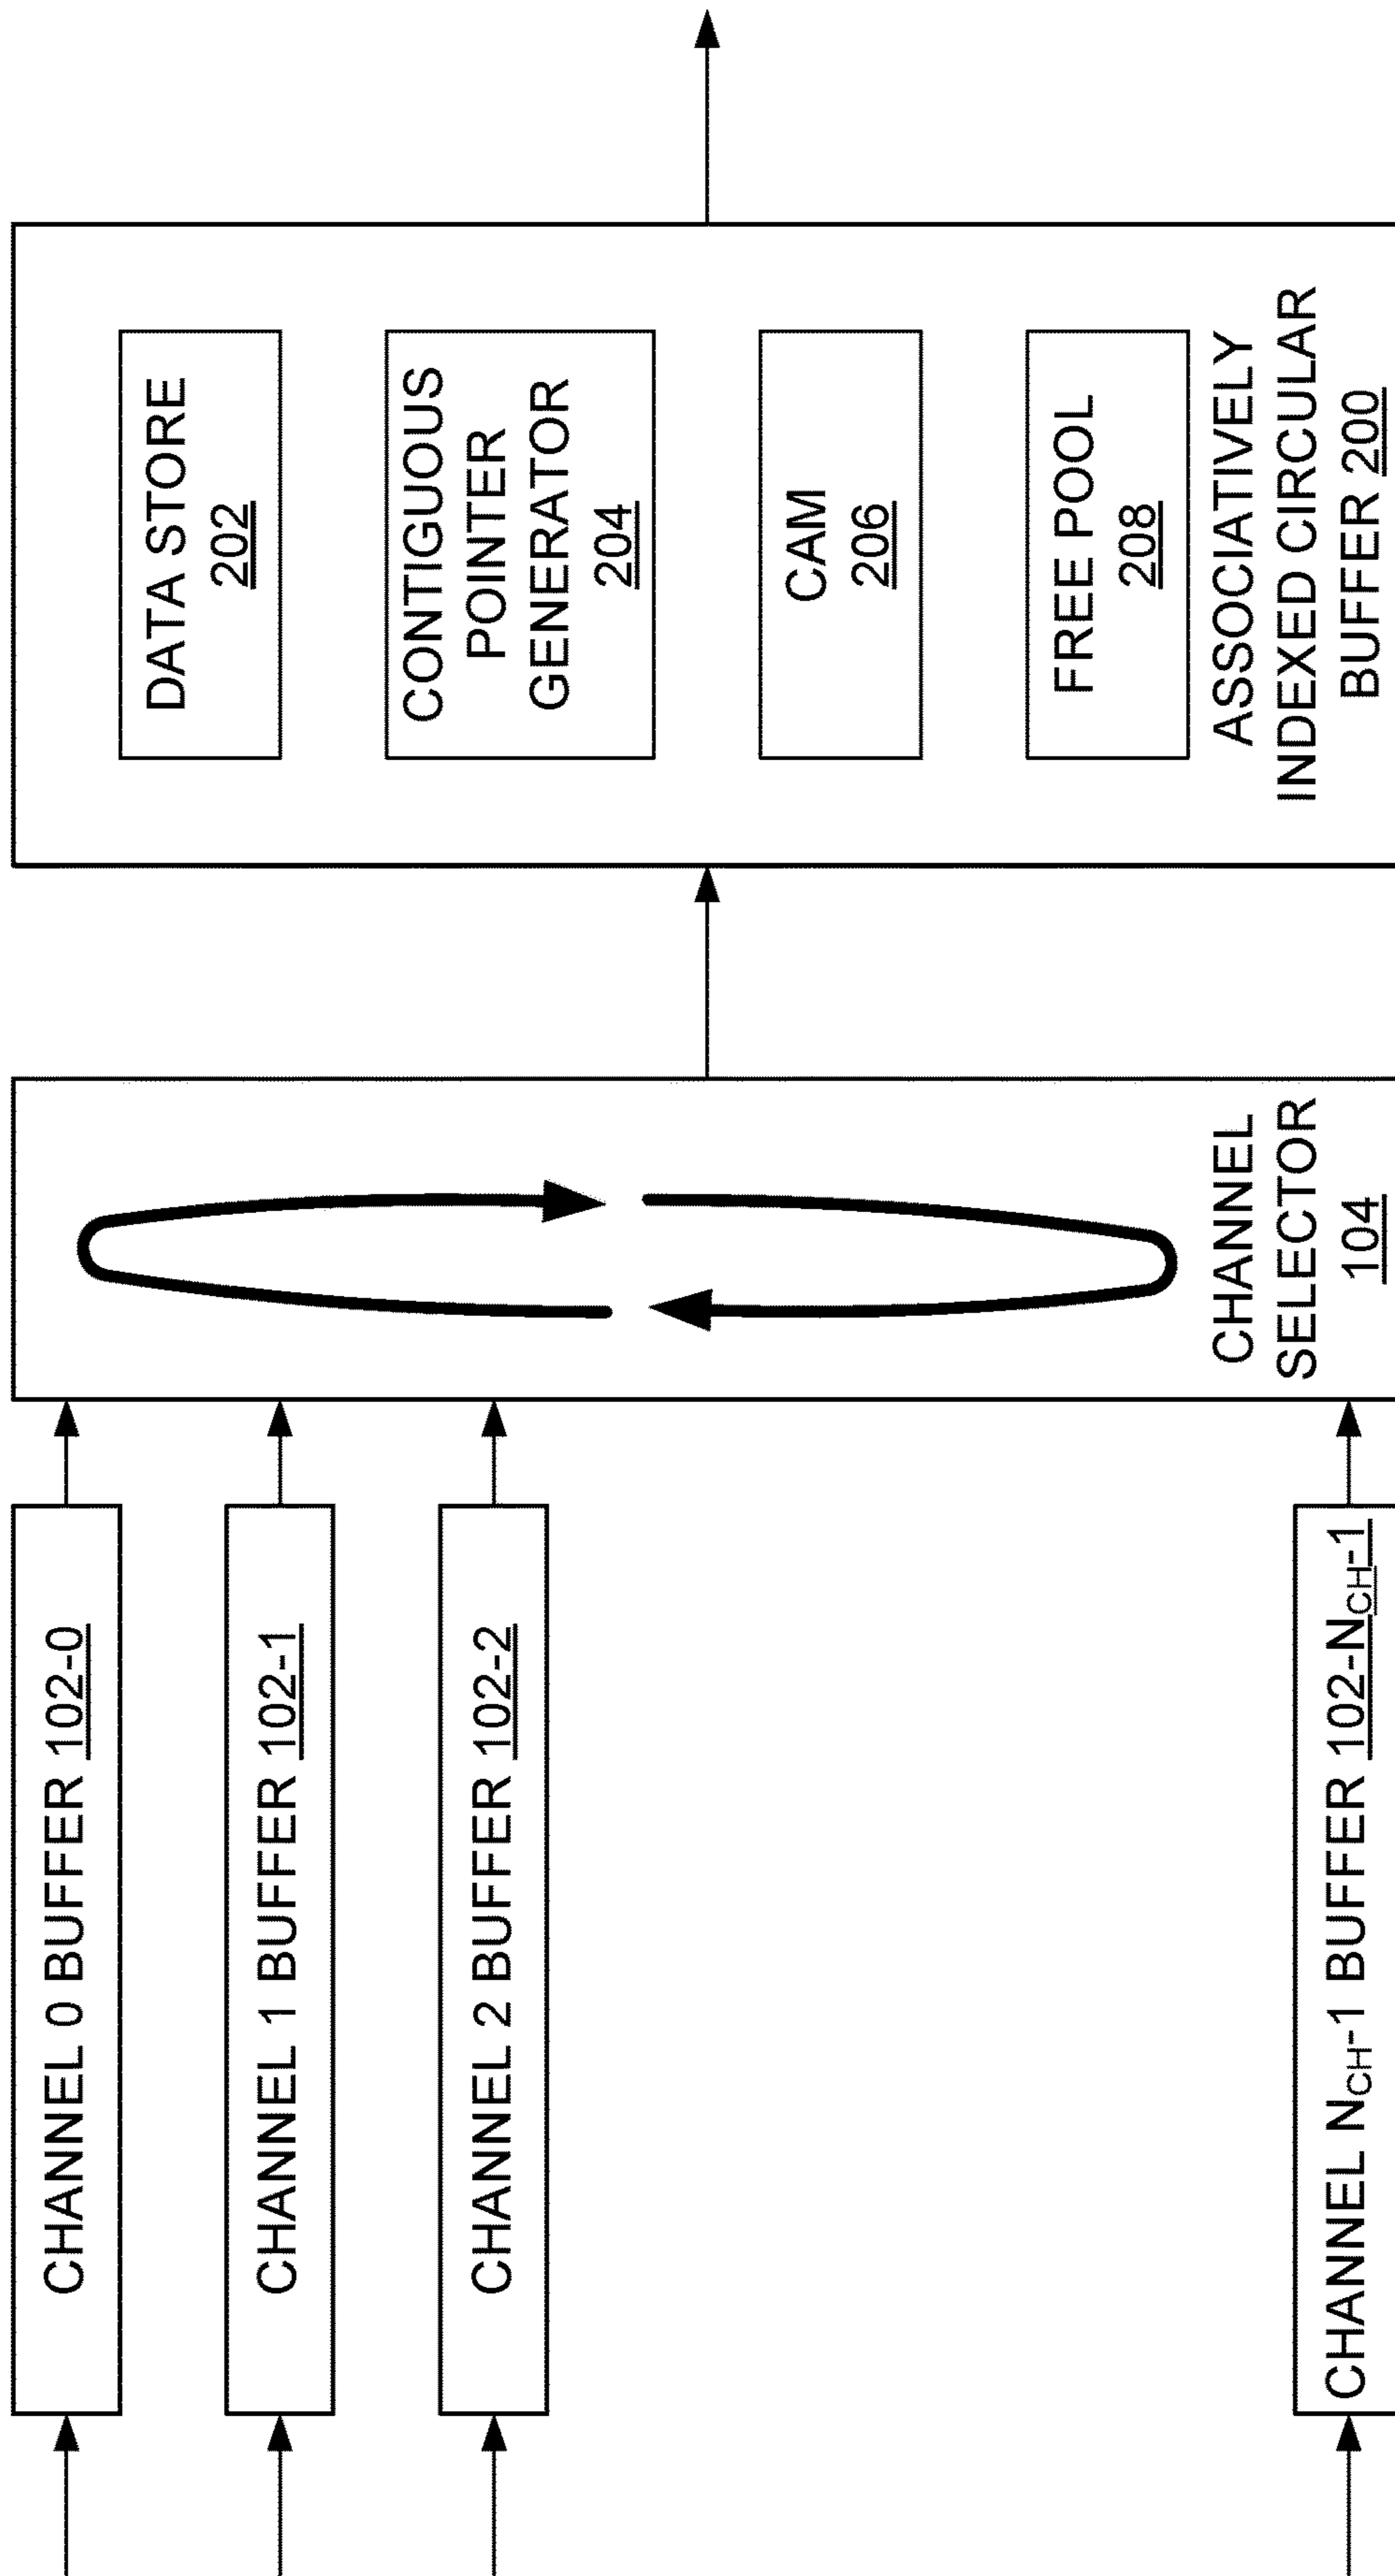 CHANNEL 0 BUFFER 102-0
CHANNEL 1 BUFFER 102-1
CHANNEL 2 BUFFER 102-2
CHANNEL N_CH-1 BUFFER 102-N_CH-1
CHANNEL
SELECTOR
104
DATA STORE
202
CONTIGUOUS
POINTER
GENERATOR
204
CAM
206
FREE POOL
208
ASSOCIATIVELY
INDEXED CIRCULAR
BUFFER 200